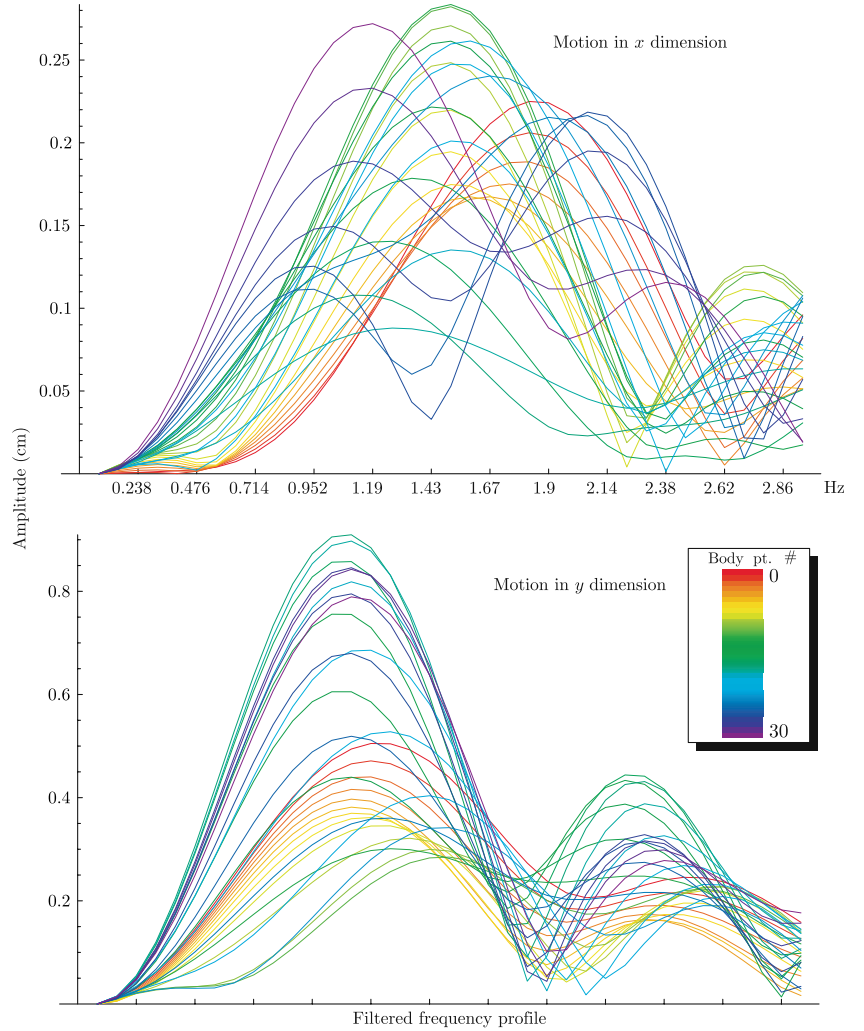 Motion in x dimension
0.25
0.2
0.15
0.1
0.05
0.238 0.476 0.714 0.952 1.19 1.43 1.67 1.9 2.14 2.38 2.62 2.86 Hz
Amplitude (cm)
Motion in y dimension
Body pt. #
0
30
0.8
0.6
0.4
0.2
Filtered frequency profile